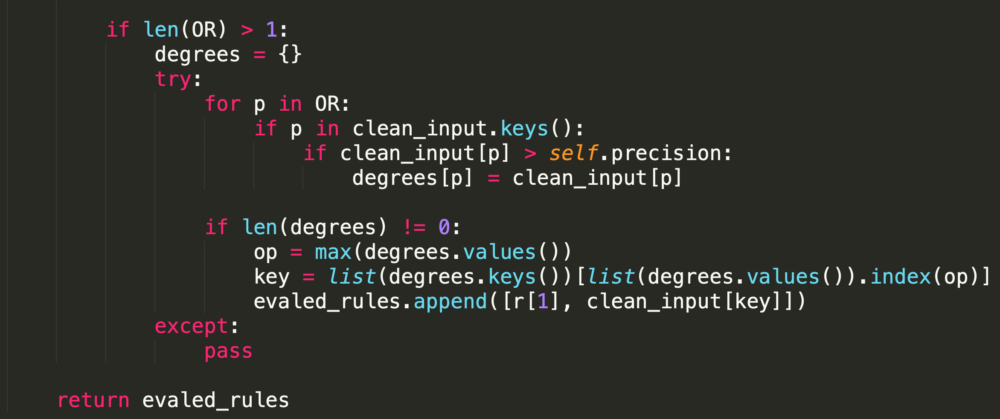 if len(OR) > 1:
degrees = {}
try:
for p in OR:
if p in clean_input.keys():
if clean_input[p] > self.precision:
degrees[p] = clean_input[p]
if len(degrees) != 0:
op = max(degrees.values())
key = list(degrees.keys())[list(degrees.values()).index(op)]
evaled_rules.append([r[1], clean_input[key]])
except:
pass
return evaled_rules